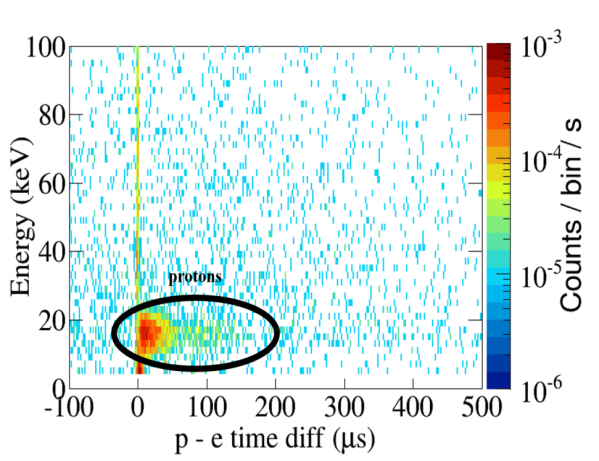 100
80
60
40
20
0
Energy (keV)
protons
-100 0 100 200 300 400 500
p - e time diff (μs)
10-3
10-4
10-5
10-6
Counts / bin / s